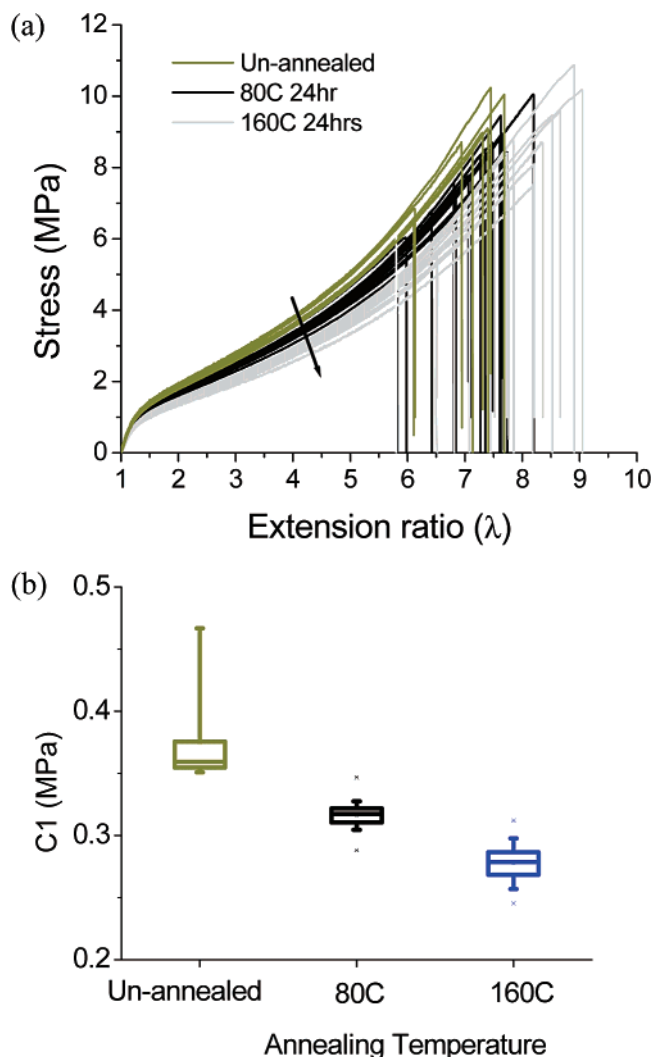 (a)
12
10
8
6
4
2
0
Stress (MPa)
Un-annealed
80C 24hr
160C 24hrs
1 2 3 4 5 6 7 8 9 10
Extension ratio (λ)
(b)
0.5
0.4
0.3
0.2
C1 (MPa)
Un-annealed 80C 160C
Annealing Temperature